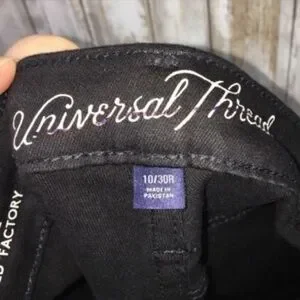 Universal Thread
10/30R
MADE IN
PAKISTAN
FACTORY